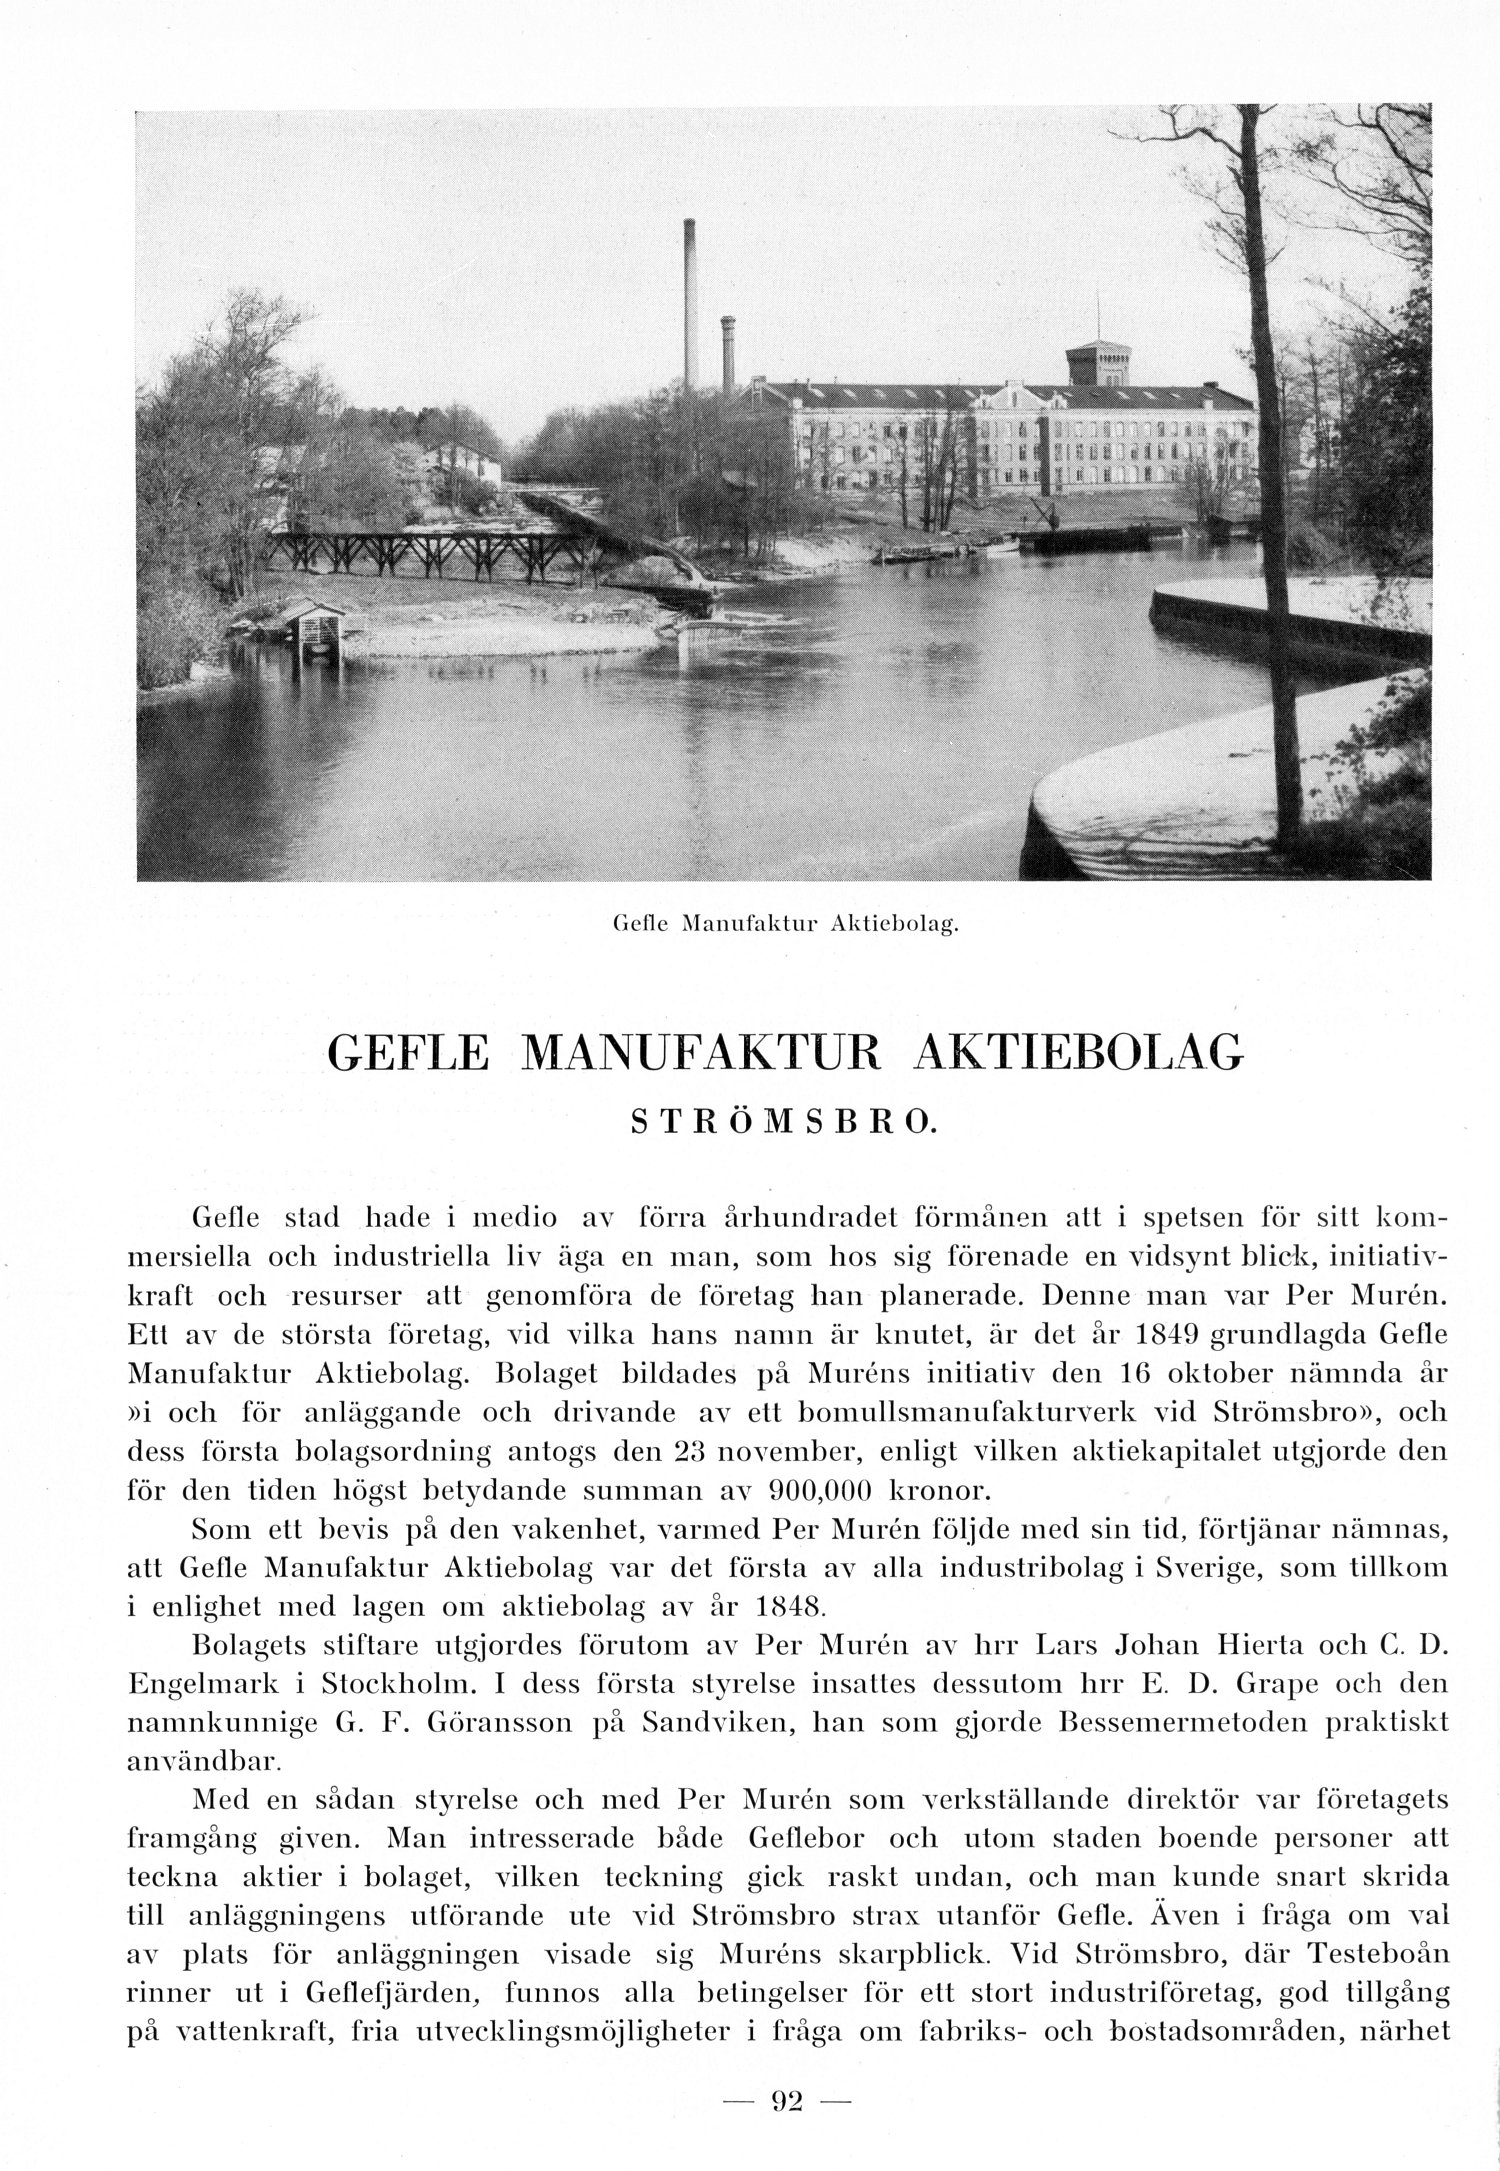 Gefle Manufaktur Aktiebolag.
GEFLE MANUFAKTUR AKTIEBOLAG
STRÖMSBRO.
Gefle stad hade i medio av förra århundradet förmånen att i spetsen för sitt kom-
mersiella och industriella liv äga en man, som hos sig förenade en vidsynt blick, initiativ-
kraft och resurser att genomföra de företag han planerade. Denne man var Per Murén.
Ett av de största företag, vid vilka hans namn är knutet, är det år 1849 grundlagda Gefle
Manufaktur Aktiebolag. Bolaget bildades på Muréns initiativ den 16 oktober nämnda år
»i och för anläggande och drivande av ett bomullsmanufakturverk vid Strömsbro», och
dess första bolagsordning antogs den 23 november, enligt vilken aktiekapitalet utgjorde den
för den tiden högst betydande summan av 900,000 kronor.
Som ett bevis på den vakenhet, varmed Per Murén följde med sin tid, förtjänar nämnas,
att Gefle Manufaktur Aktiebolag var det första av alla industribolag i Sverige, som tillkom
i enlighet med lagen om aktiebolag av år 1848.
Bolagets stiftare utgjordes förutom av Per Murén av hrr Lars Johan Hierta och C. D.
Engelmark i Stockholm. I dess första styrelse insattes dessutom hrr E. D. Grape och den
namnkunnige G. F. Göransson på Sandviken, han som gjorde Bessemermetoden praktiskt
användbar.
Med en sådan styrelse och med Per Murén som verkställande direktör var företagets
framgång given. Man intresserade både Geflebor och utom staden boende personer att
teckna aktier i bolaget, vilken teckning gick raskt undan, och man kunde snart skrida
till anläggningens utförande ute vid Strömsbro strax utanför Gefle. Även i fråga om val
av plats för anläggningen visade sig Muréns skarpblick. Vid Strömsbro, där Testeboån
rinner ut i Geflefjärden, funnos alla betingelser för ett stort industriföretag, god tillgång
på vattenkraft, fria utvecklingsmöjligheter i fråga om fabriks- och bostadsområden, närhet
— 92 —